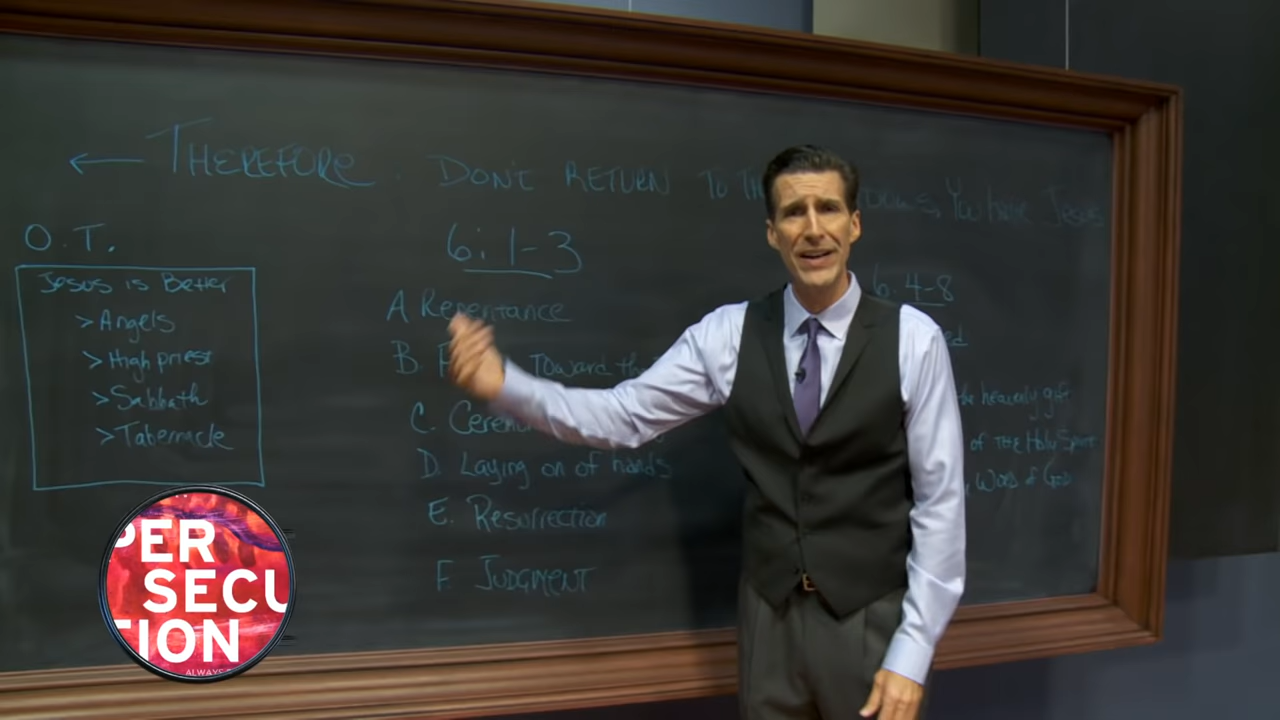 ← THEREFORE. DON'T RETURN TO You have Jesus
O.T.
Jesus is Better
>Angels
>High priest
>Sabbath
>Tabernacle
6:1-3
A Repentance
B. Toward
C.
D. Laying on of hands
E. Resurrection
F. JUDGMENT
6:4-8
heavenly gift
of THE Holy Spirit
WORD of GOD
PER
SECU
TION
ALWAYS